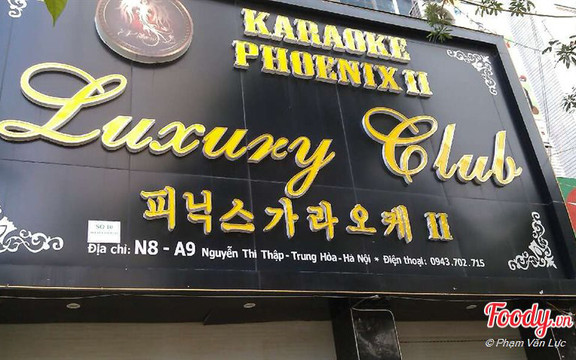 KARAOKE
PHOENIX II
Luxury Club
피닉스가라오케 II
Địa chỉ: N8 - A9 Nguyễn Thị Thập - Trung Hòa - Hà Nội * Điện thoại: 0943.702.715
Foody.vn
© Phạm Văn Lực